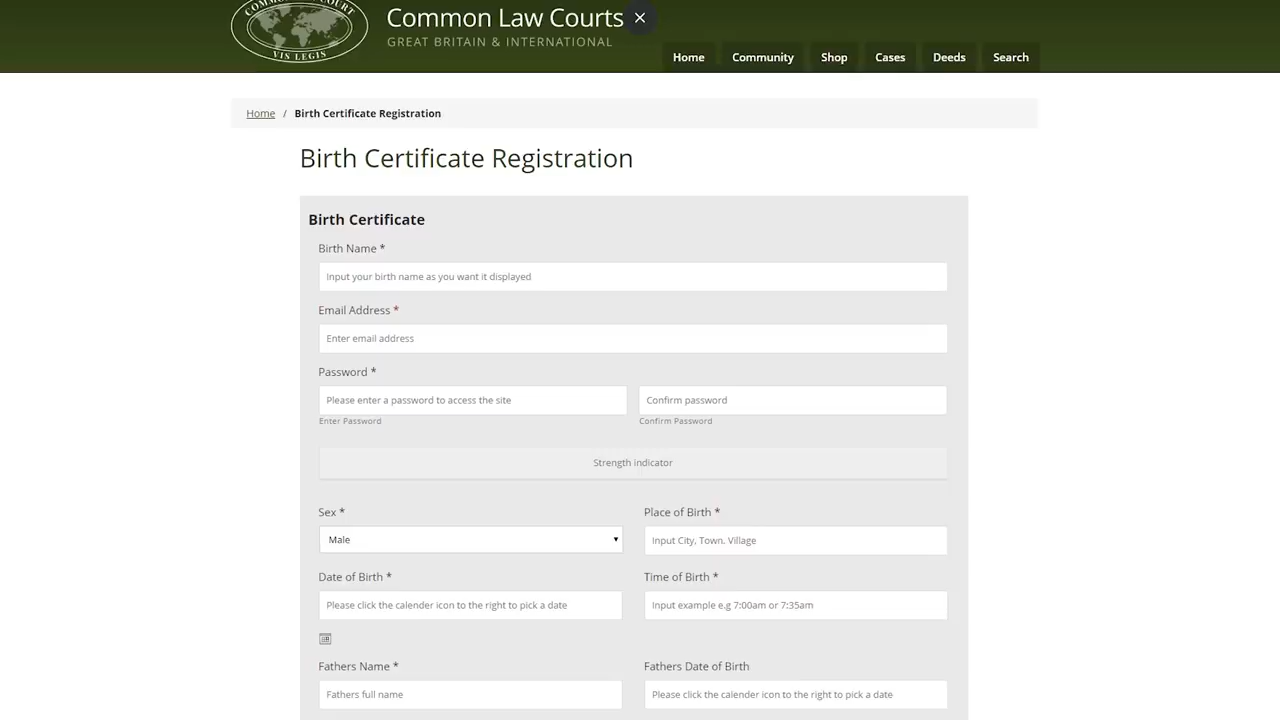 Common Law Courts
GREAT BRITAIN & INTERNATIONAL
VIS LEGIS
Home Community Shop Cases Deeds Search
Home / Birth Certificate Registration
Birth Certificate Registration
Birth Certificate
Birth Name *
Input your birth name as you want it displayed
Email Address *
Enter email address
Password *
Please enter a password to access the site Confirm password
Enter Password Confirm Password
Strength indicator
Sex * Place of Birth *
Male Input City, Town. Village
Date of Birth * Time of Birth *
Please click the calender icon to the right to pick a date Input example e.g 7:00am or 7:35am
Fathers Name * Fathers Date of Birth
Fathers full name Please click the calender icon to the right to pick a date